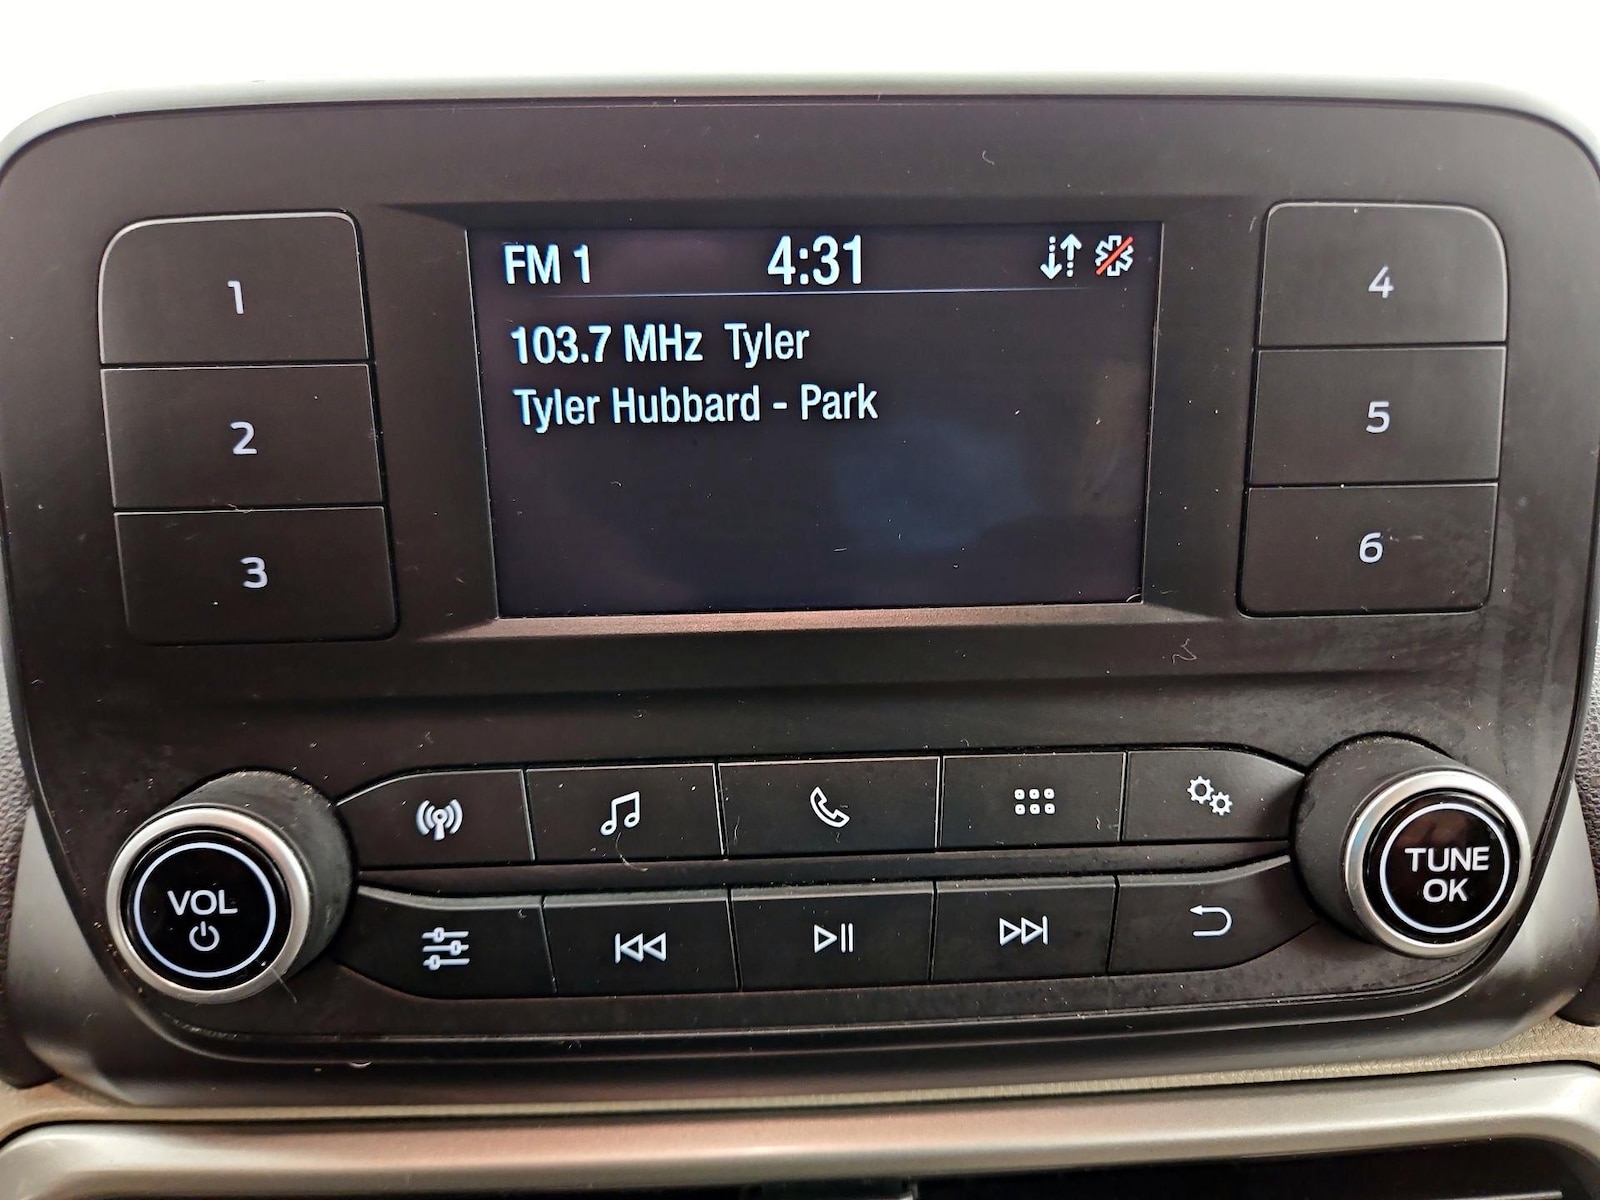 FM 1 4:31
103.7 MHz Tyler
Tyler Hubbard - Park
1
2
3
4
5
6
VOL
TUNE
OK